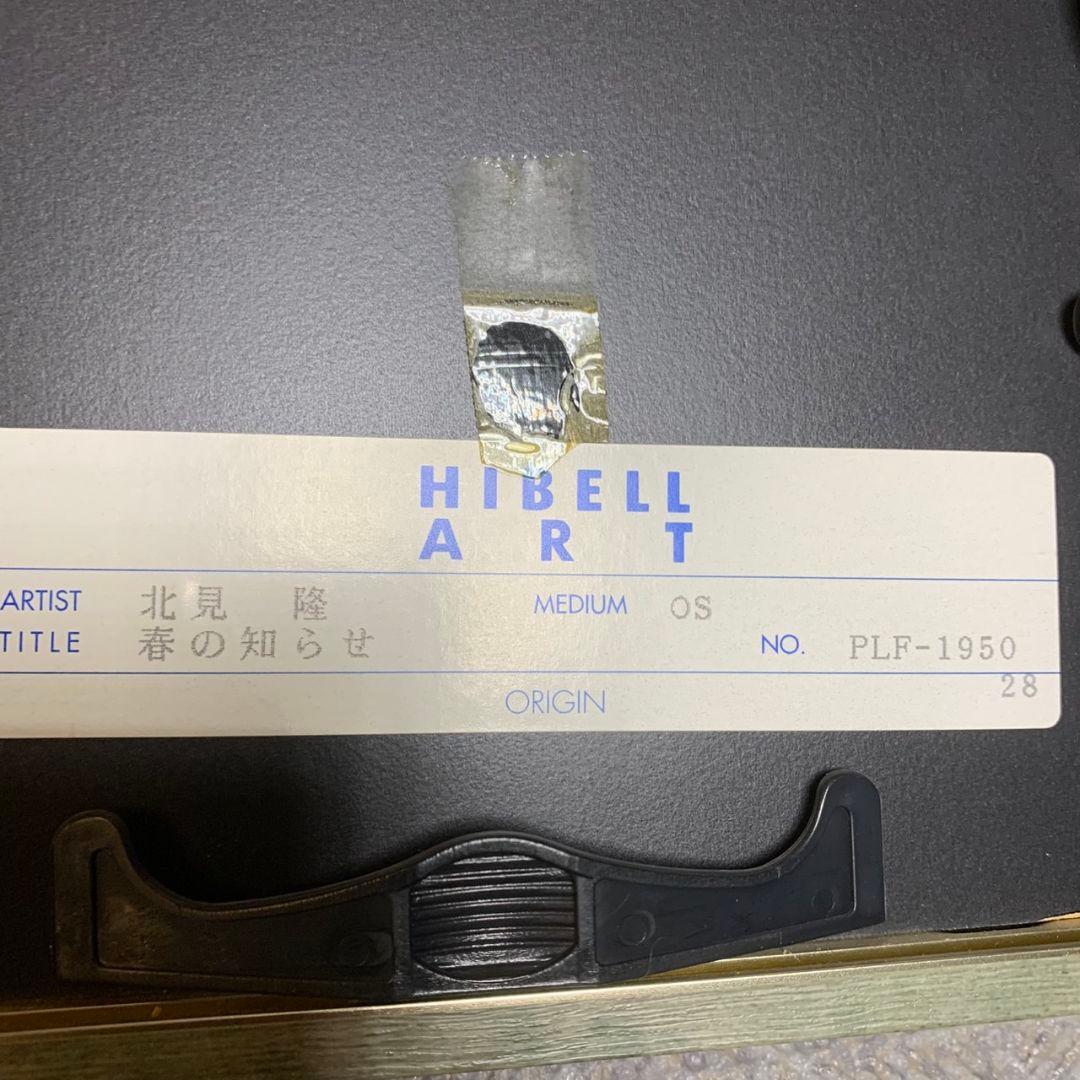 HIBELL
ART
ARTIST 北見 隆 MEDIUM OS
TITLE 春の知らせ NO. PLF-1950
28
ORIGIN